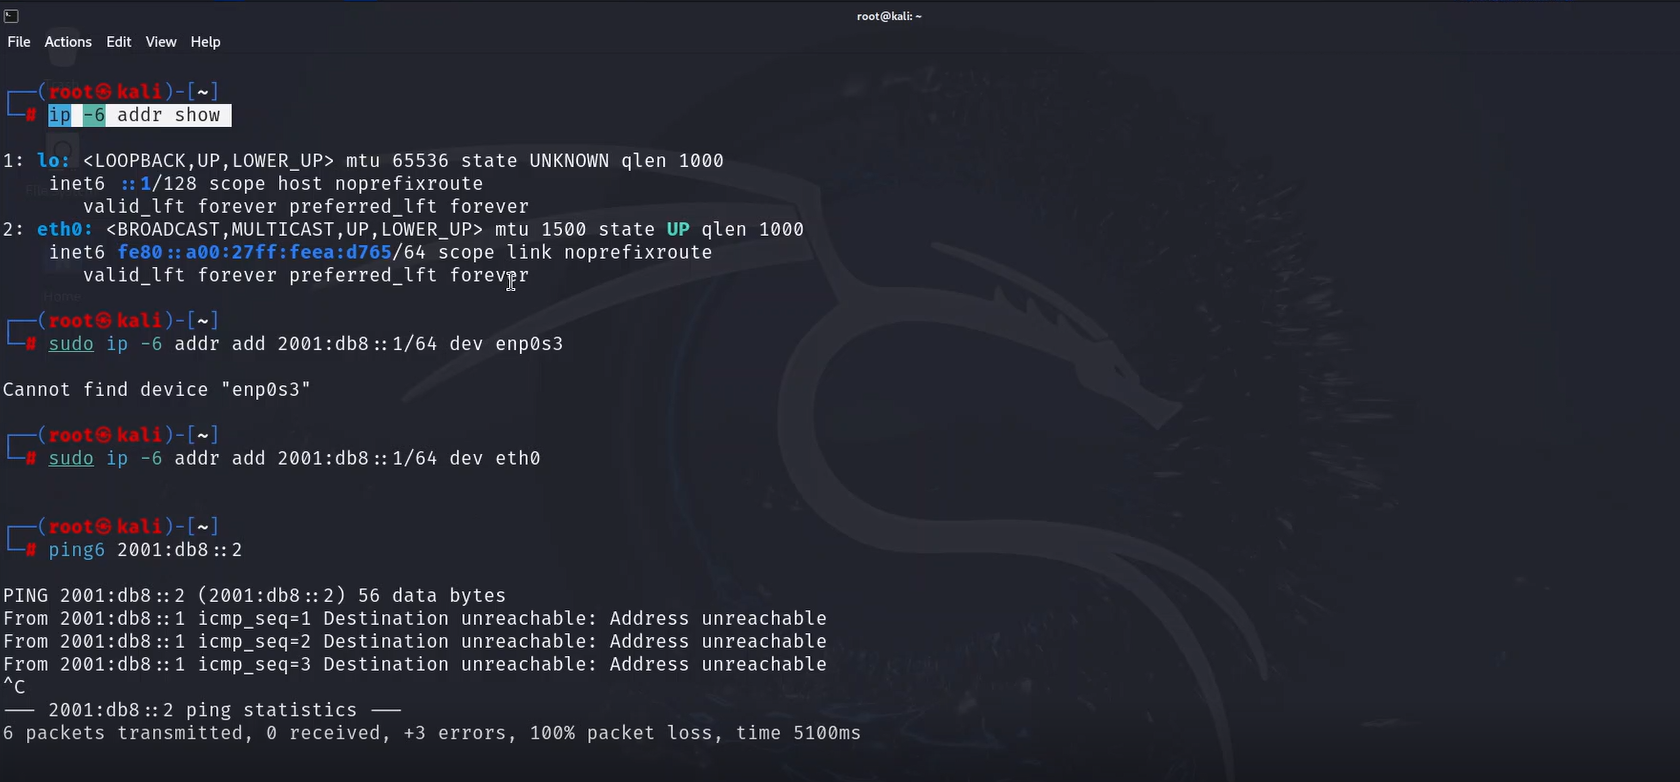 root@kali: ~
File Actions Edit View Help
┌──(root㉿kali)-[~]
└─# ip -6 addr show
1: lo: <LOOPBACK,UP,LOWER_UP> mtu 65536 state UNKNOWN qlen 1000
inet6 ::1/128 scope host noprefixroute
valid_lft forever preferred_lft forever
2: eth0: <BROADCAST,MULTICAST,UP,LOWER_UP> mtu 1500 state UP qlen 1000
inet6 fe80::a00:27ff:feea:d765/64 scope link noprefixroute
valid_lft forever preferred_lft forever
Home
┌──(root㉿kali)-[~]
└─# sudo ip -6 addr add 2001:db8::1/64 dev enp0s3
Cannot find device "enp0s3"
┌──(root㉿kali)-[~]
└─# sudo ip -6 addr add 2001:db8::1/64 dev eth0
┌──(root㉿kali)-[~]
└─# ping6 2001:db8::2
PING 2001:db8::2 (2001:db8::2) 56 data bytes
From 2001:db8::1 icmp_seq=1 Destination unreachable: Address unreachable
From 2001:db8::1 icmp_seq=2 Destination unreachable: Address unreachable
From 2001:db8::1 icmp_seq=3 Destination unreachable: Address unreachable
^C
--- 2001:db8::2 ping statistics ---
6 packets transmitted, 0 received, +3 errors, 100% packet loss, time 5100ms